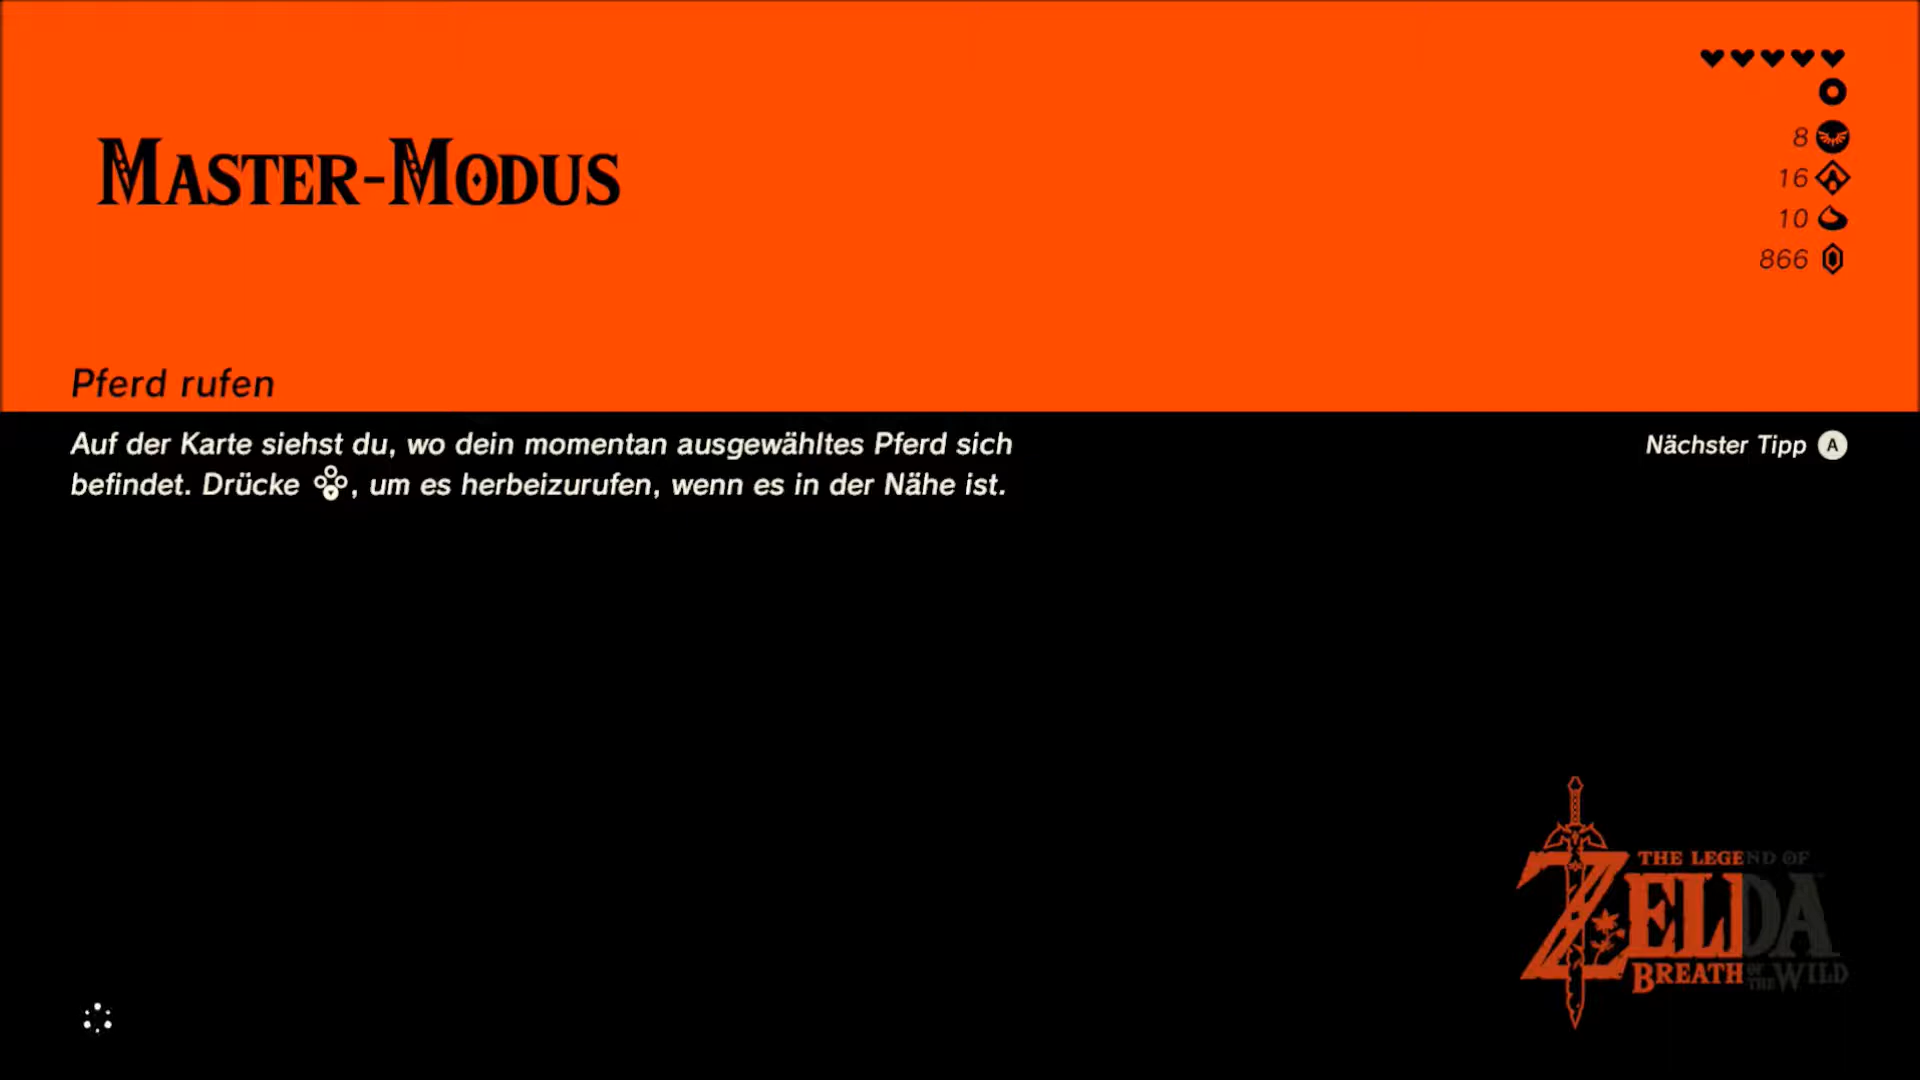 MASTER-MODUS
8
16
10
866
Pferd rufen
Auf der Karte siehst du, wo dein momentan ausgewähltes Pferd sich
befindet. Drücke , um es herbeizurufen, wenn es in der Nähe ist.
Nächster Tipp A
THE LEGEND OF
ZELDA
BREATH OF THE WILD